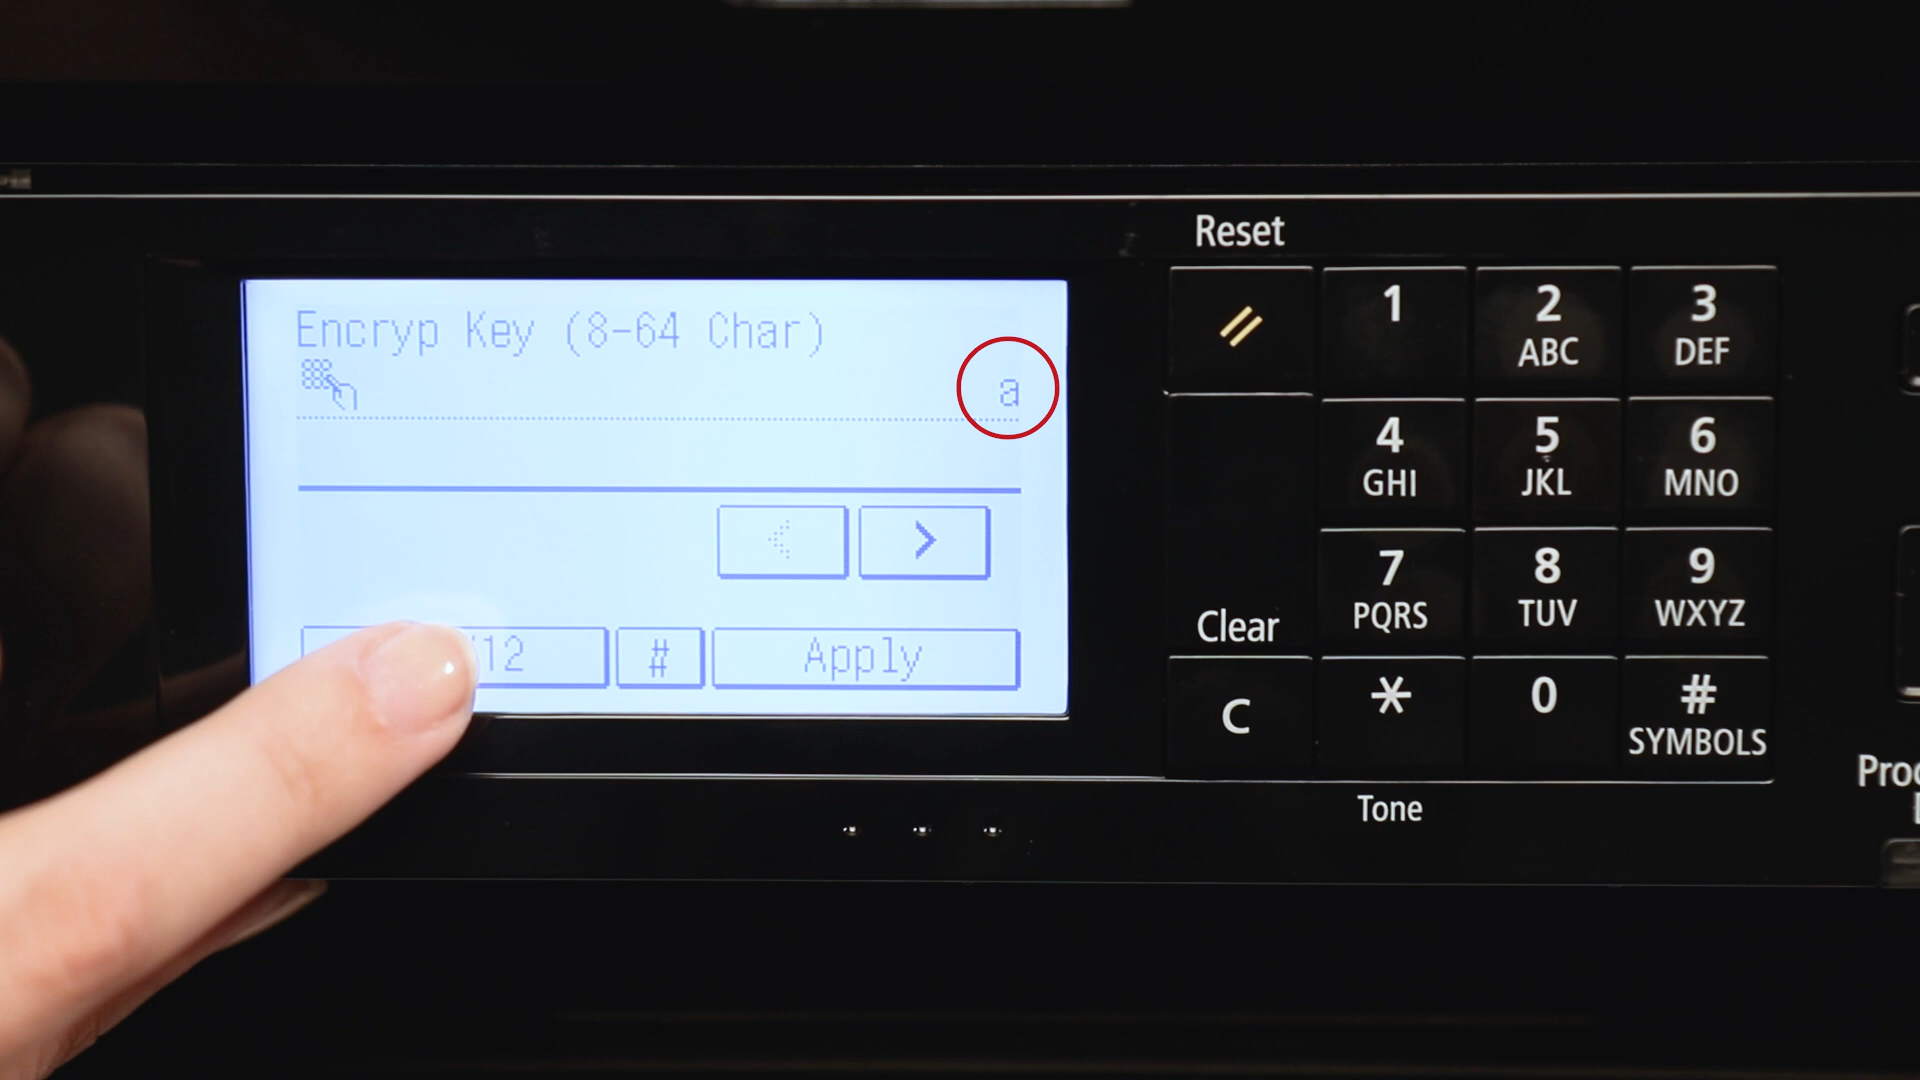 Encryp Key (8-64 Char)
a
<
>
12
#
Apply
Reset
1
2
ABC
3
DEF
4
GHI
5
JKL
6
MNO
7
PQRS
8
TUV
9
WXYZ
Clear
C
*
0
#
SYMBOLS
Tone